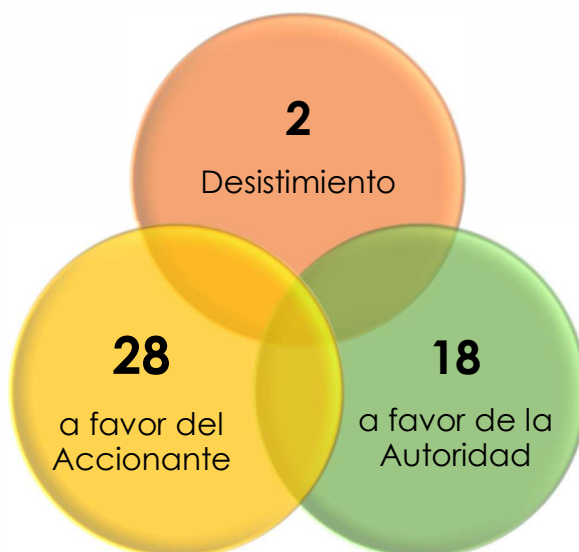 2
Desistimiento
28
a favor del
Accionante
18
a favor de la
Autoridad